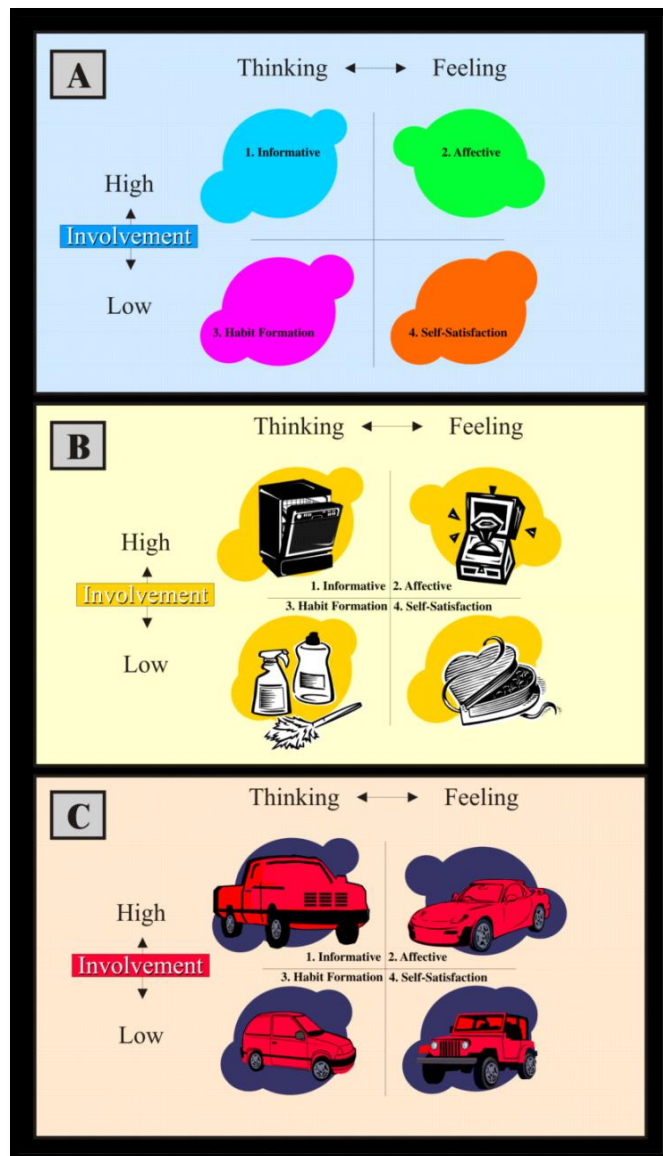 A
Thinking Feeling
1. Informative 2. Affective
High
Involvement
Low
3. Habit Formation 4. Self-Satisfaction
B
Thinking Feeling
High
1. Informative 2. Affective
Involvement
3. Habit Formation 4. Self-Satisfaction
Low
C
Thinking Feeling
High
1. Informative 2. Affective
Involvement
3. Habit Formation 4. Self-Satisfaction
Low